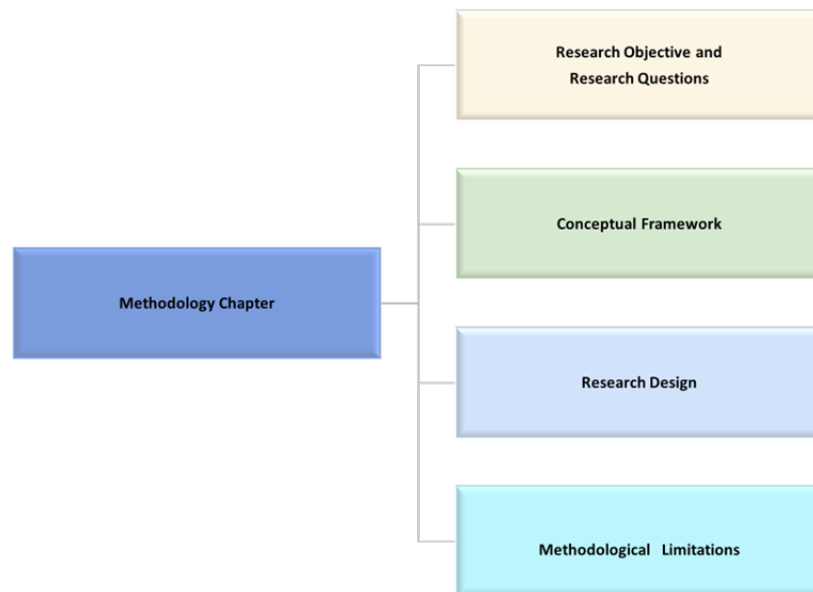 Research Objective and
Research Questions
Conceptual Framework
Methodology Chapter
Research Design
Methodological Limitations